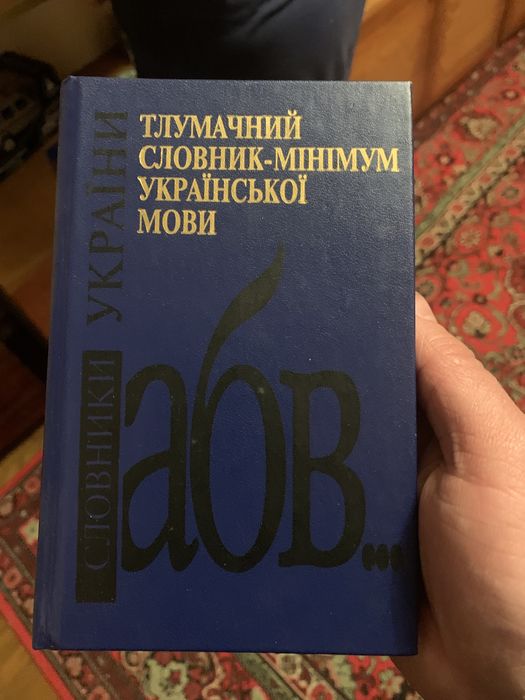 ТЛУМАЧНИЙ
СЛОВНИК-МІНІМУМ
УКРАЇНСЬКОЇ
МОВИ
СЛОВНИКИ УКРАЇНИ
абв...